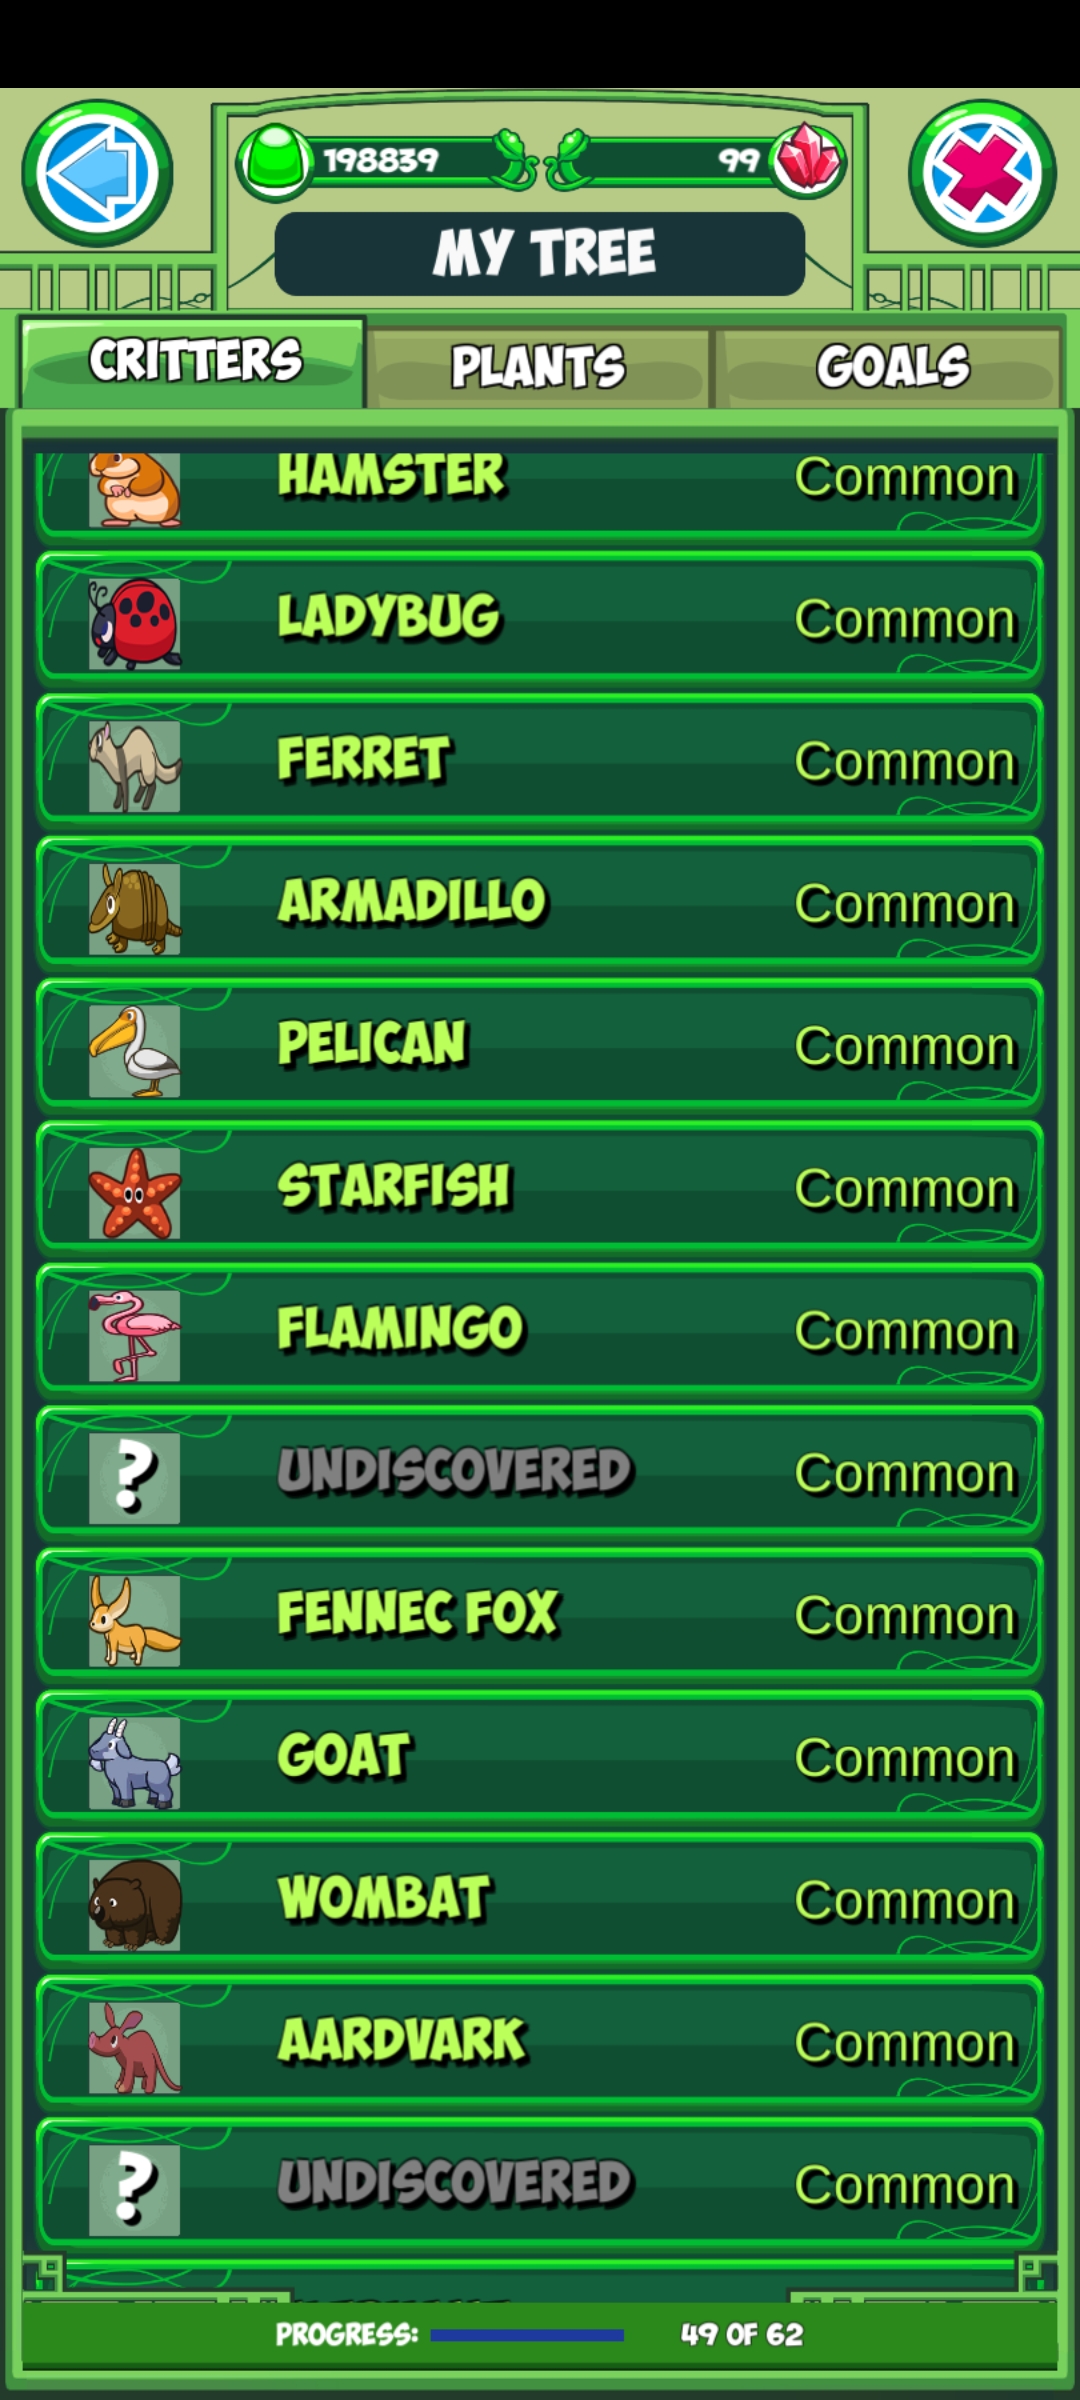 198839
99
MY TREE
CRITTERS
PLANTS
GOALS
HAMSTER
Common
LADYBUG
Common
FERRET
Common
ARMADILLO
Common
PELICAN
Common
STARFISH
Common
FLAMINGO
Common
?
UNDISCOVERED
Common
FENNEC FOX
Common
GOAT
Common
WOMBAT
Common
AARDVARK
Common
?
UNDISCOVERED
Common
PROGRESS:
49 OF 62